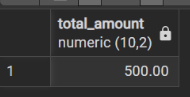 total_amount
numeric (10,2)
1 500.00